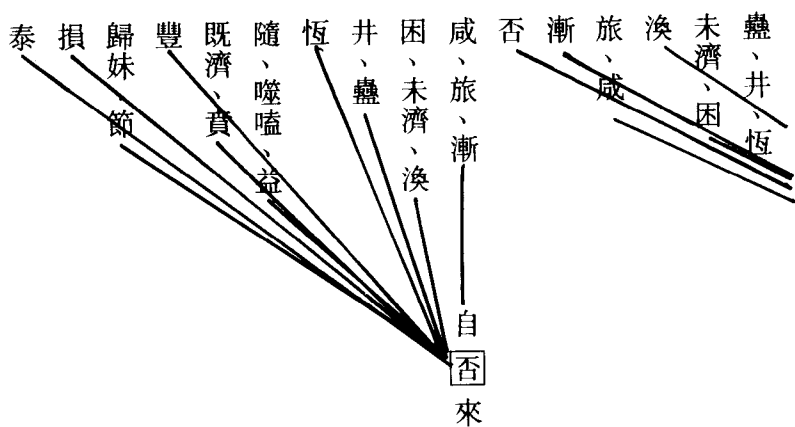 蠱、井、恆
未濟、困
渙
旅、咸
漸
否
咸、旅、漸
困、未濟、渙
井、蠱
恆
隨、噬嗑、益
既濟、賁
豐
歸妹、節
損
泰
自否來